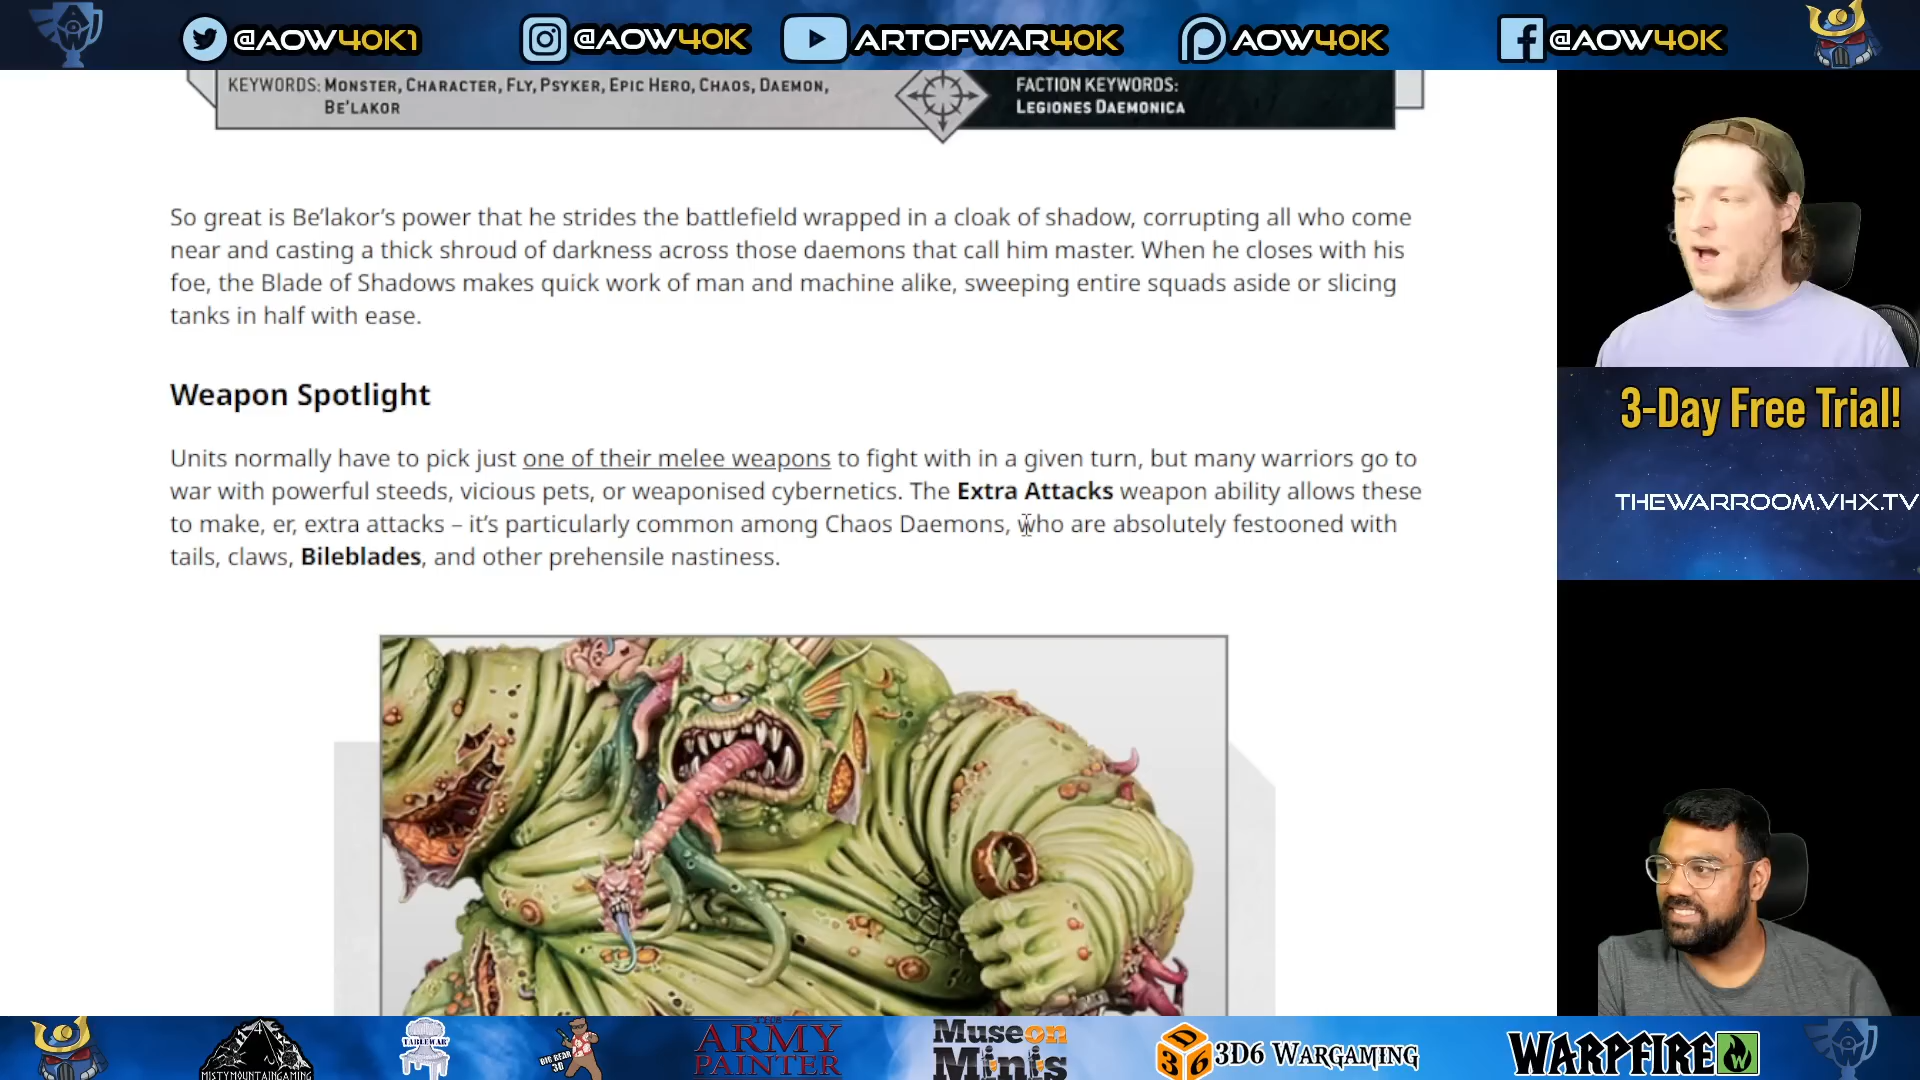 @AOW40K1
@AOW40K
ARTOFWAR40K
AOW40K
@AOW40K
KEYWORDS: MONSTER, CHARACTER, FLY, PSYKER, EPIC HERO, CHAOS, DAEMON,
BE'LAKOR
FACTION KEYWORDS:
LEGIONES DAEMONICA
So great is Be’lakor’s power that he strides the battlefield wrapped in a cloak of shadow, corrupting all who come
near and casting a thick shroud of darkness across those daemons that call him master. When he closes with his
foe, the Blade of Shadows makes quick work of man and machine alike, sweeping entire squads aside or slicing
tanks in half with ease.
Weapon Spotlight
Units normally have to pick just one of their melee weapons to fight with in a given turn, but many warriors go to
war with powerful steeds, vicious pets, or weaponised cybernetics. The Extra Attacks weapon ability allows these
to make, er, extra attacks – it’s particularly common among Chaos Daemons, who are absolutely festooned with
tails, claws, Bileblades, and other prehensile nastiness.
3-Day Free Trial!
THEWARROOM.VHX.TV
4
MISTYMOUNTAINGAMING
TABLEWAR
BIG BEAR
3D
THE
ARMY
PAINTER
Museon
Minis
3D6
3D6 WARGAMING
WARPFIRE